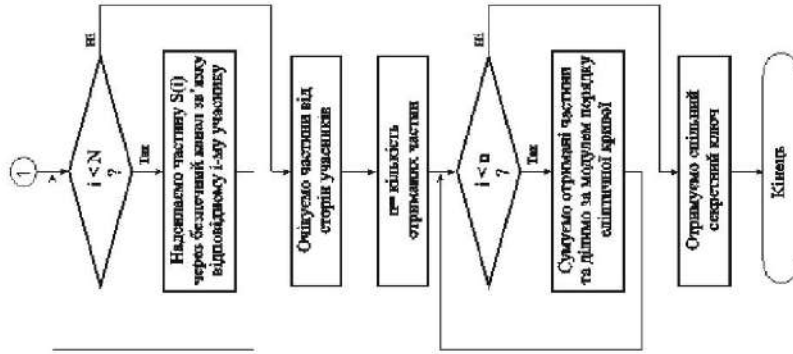 1
i < N
?
Ні
Так
Надсилаємо частину S(i)
через безпечний канал зв'язку
відповідному i-му учаснику
Очікуємо частини від
сторін учасників
n= кількість
отриманих частин
i < n
?
Ні
Так
Сумуємо отримані частини
та ділимо за модулем порядку
еліптичної кривої
Отримуємо спільний
секретний ключ
Кінець